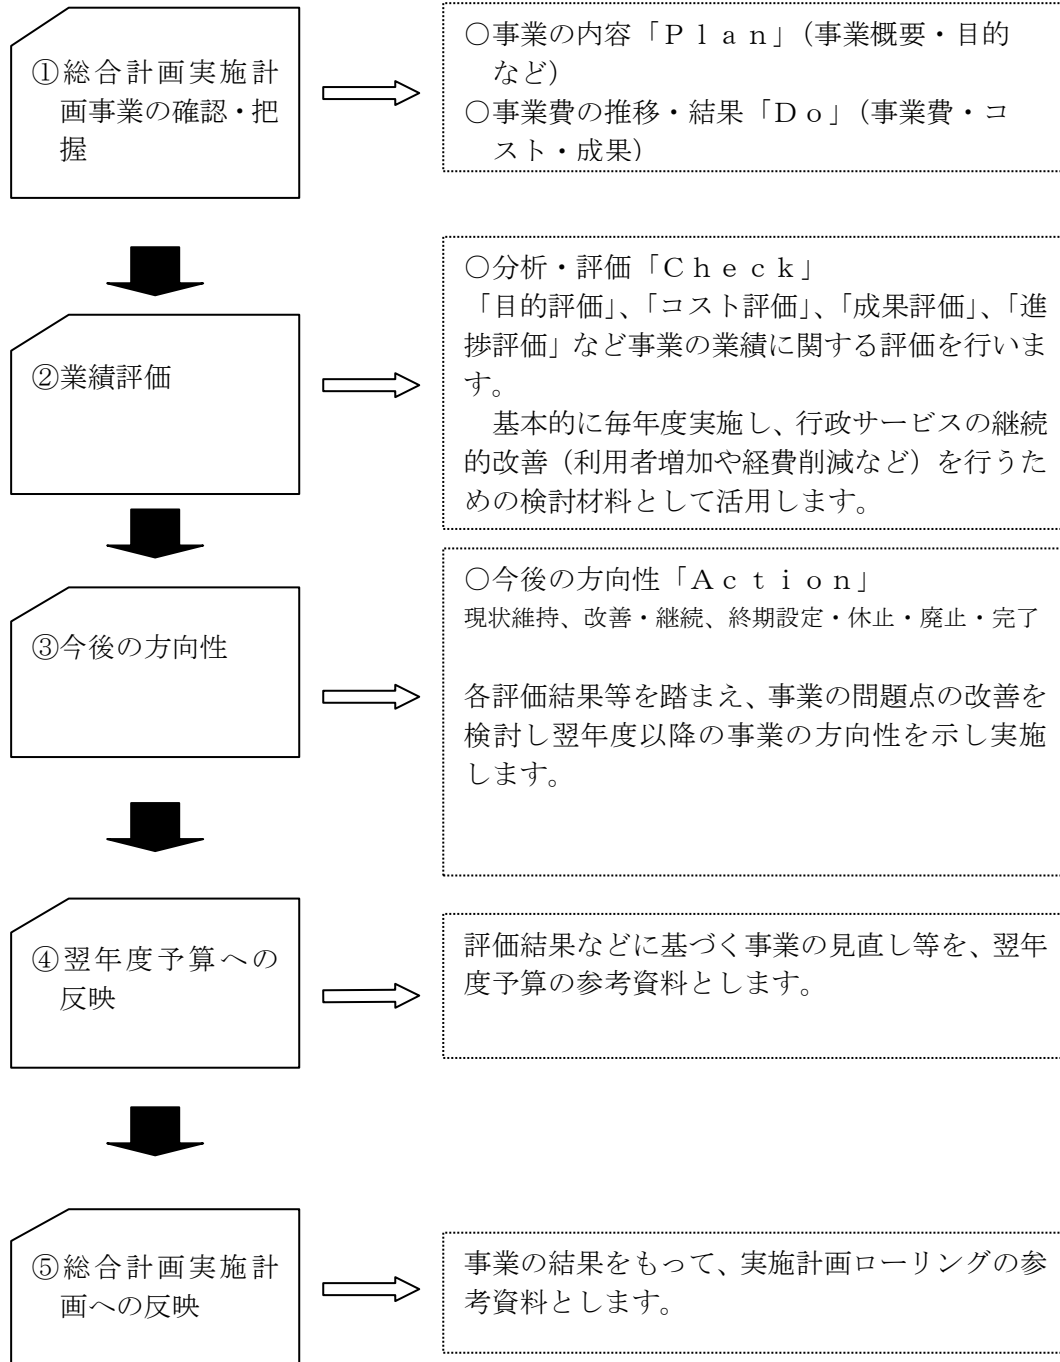 ①総合計画実施計
画事業の確認・把
握
○事業の内容「Ｐｌａｎ」（事業概要・目的
など）
○事業費の推移・結果「Ｄｏ」（事業費・コ
スト・成果）
②業績評価
○分析・評価「Ｃｈｅｃｋ」
「目的評価」、「コスト評価」、「成果評価」、「進
捗評価」など事業の業績に関する評価を行いま
す。
基本的に毎年度実施し、行政サービスの継続
的改善（利用者増加や経費削減など）を行うた
めの検討材料として活用します。
③今後の方向性
○今後の方向性「Ａｃｔｉｏｎ」
現状維持、改善・継続、終期設定・休止・廃止・完了
各評価結果等を踏まえ、事業の問題点の改善を
検討し翌年度以降の事業の方向性を示し実施
します。
④翌年度予算への
反映
評価結果などに基づく事業の見直し等を、翌年
度予算の参考資料とします。
⑤総合計画実施計
画への反映
事業の結果をもって、実施計画ローリングの参
考資料とします。